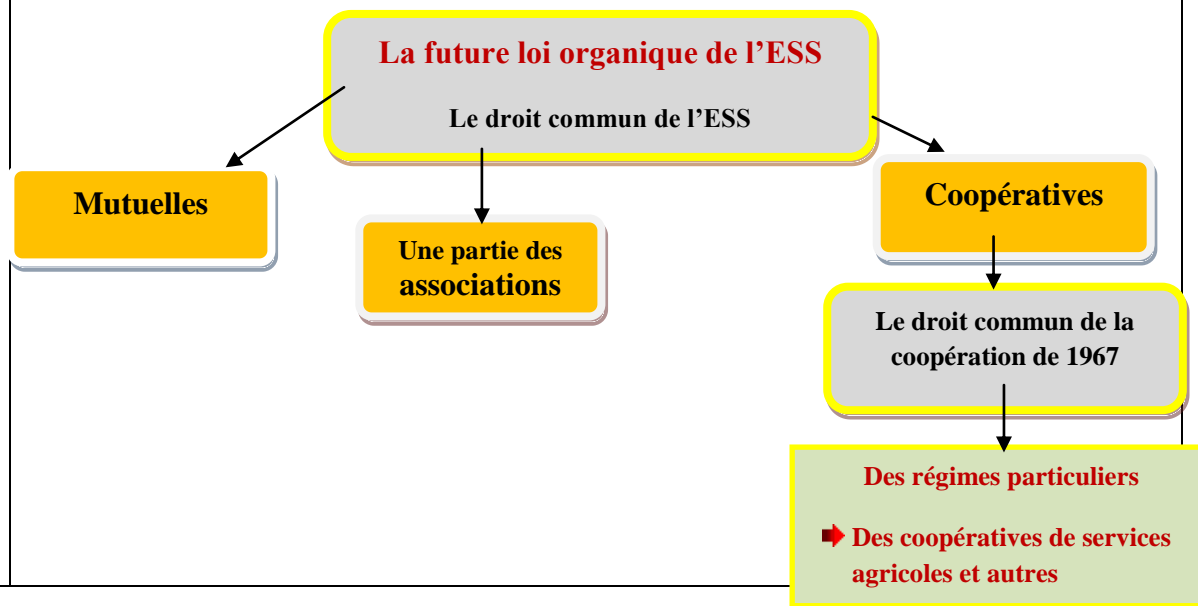 La future loi organique de l’ESS
Le droit commun de l’ESS
Mutuelles
Une partie des
associations
Coopératives
Le droit commun de la
coopération de 1967
Des régimes particuliers
Des coopératives de services
agricoles et autres